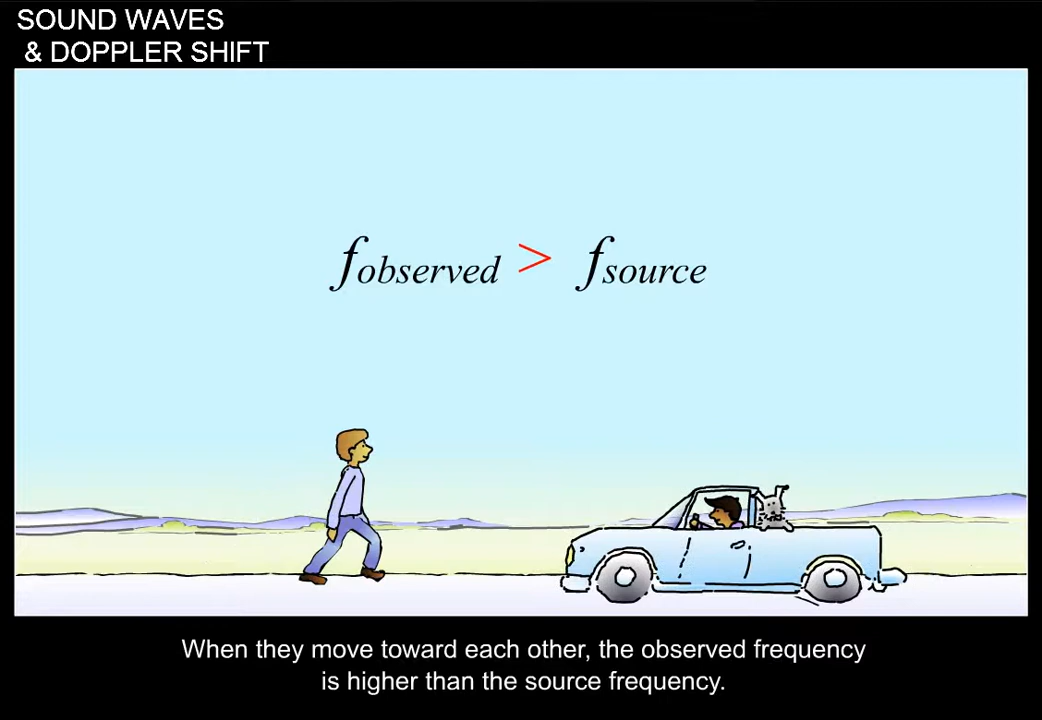 SOUND WAVES
& DOPPLER SHIFT
fobserved > fsource
When they move toward each other, the observed frequency
is higher than the source frequency.